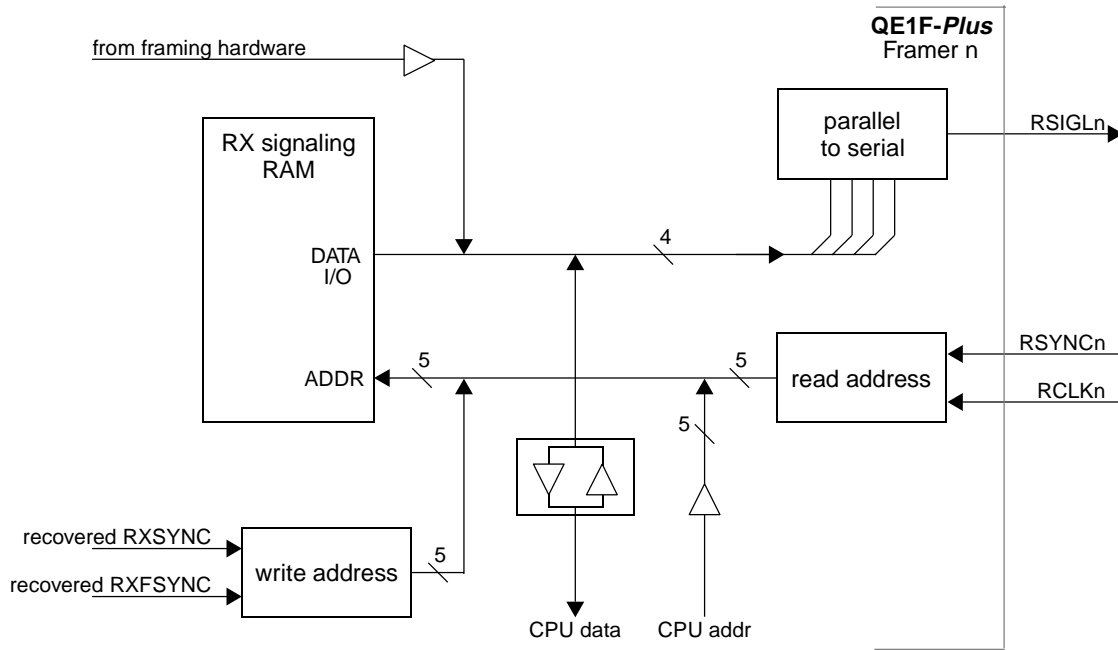 QE1F-Plus
Framer n
from framing hardware
parallel
to serial
RSIGLn
RX signaling
RAM
DATA
I/O
4
ADDR
5
5
read address
RSYNCn
RCLKn
5
recovered RXSYNC
recovered RXFSYNC
write address
5
CPU data
CPU addr